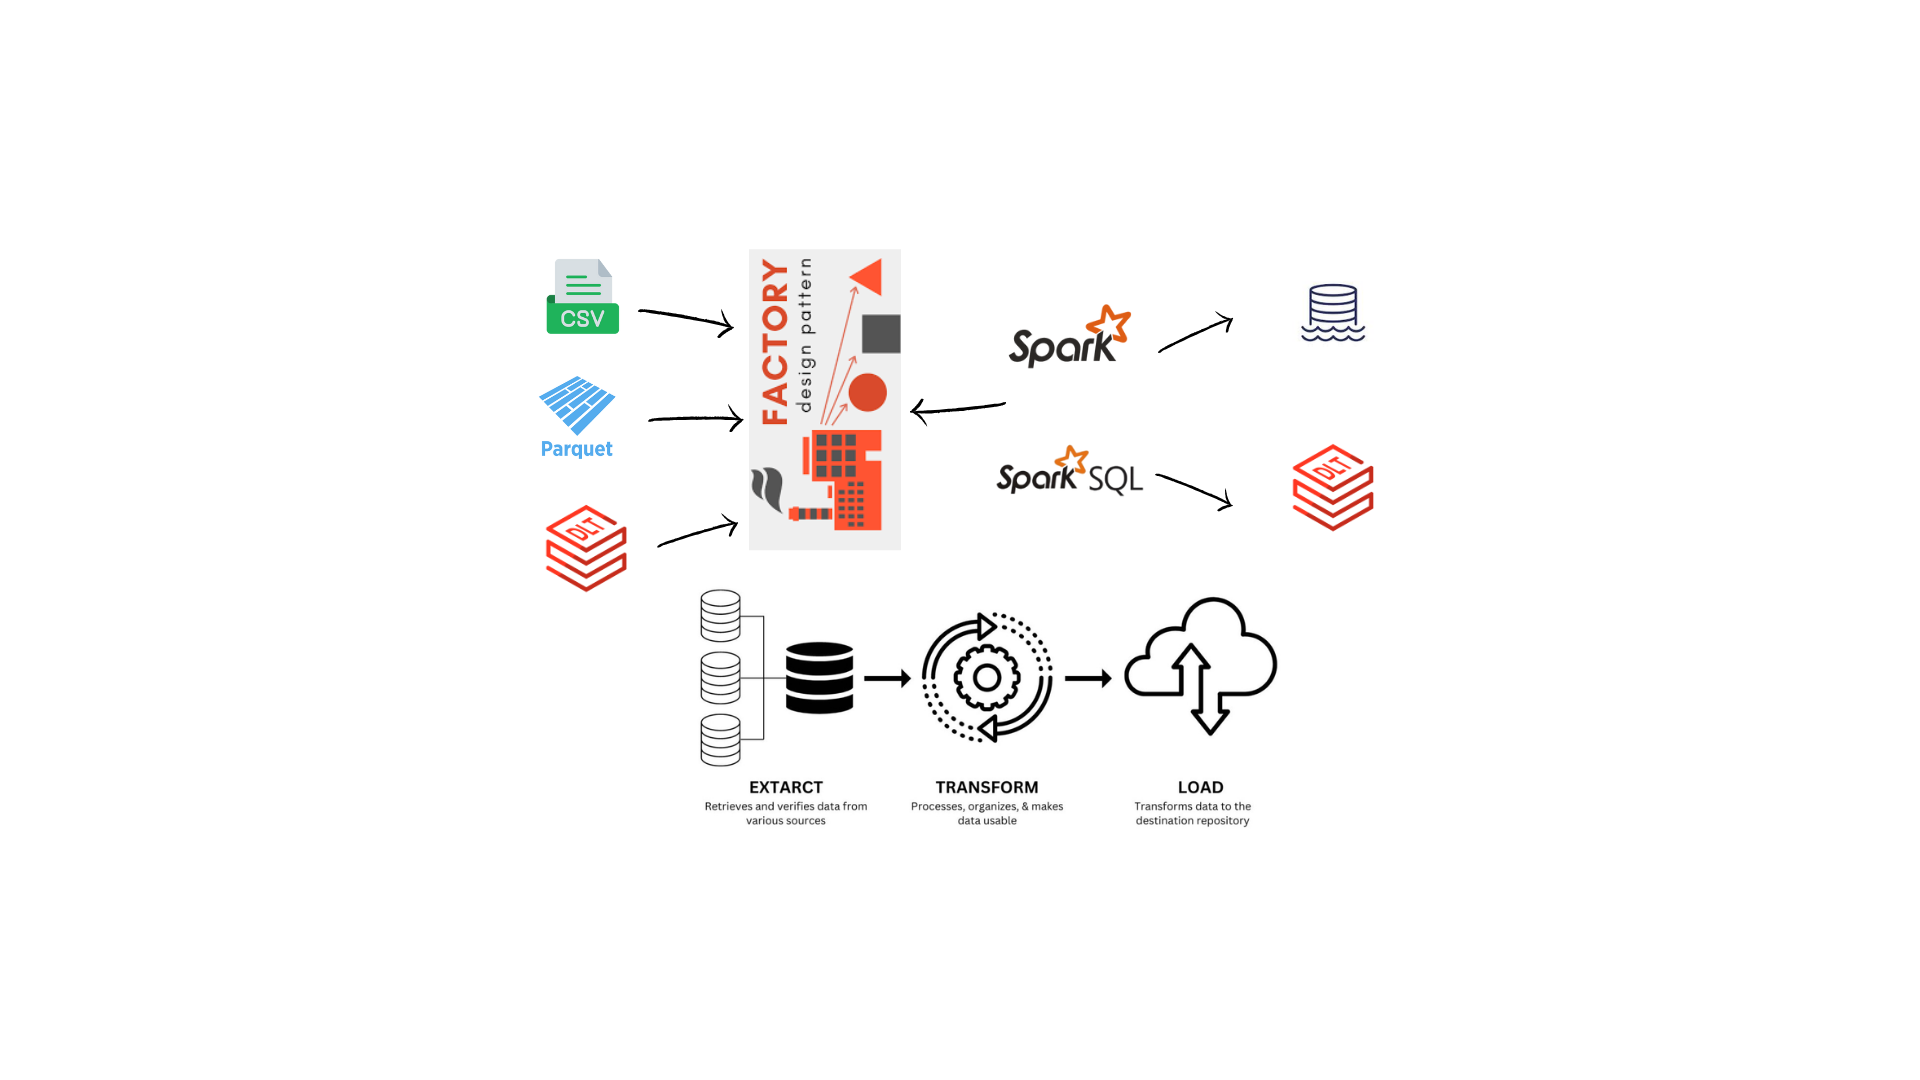 CSV
Parquet
DLT
FACTORY
design pattern
Spark
Spark SQL
DLT
EXTARCT
Retrieves and verifies data from
various sources
TRANSFORM
Processes, organizes, & makes
data usable
LOAD
Transforms data to the
destination repository